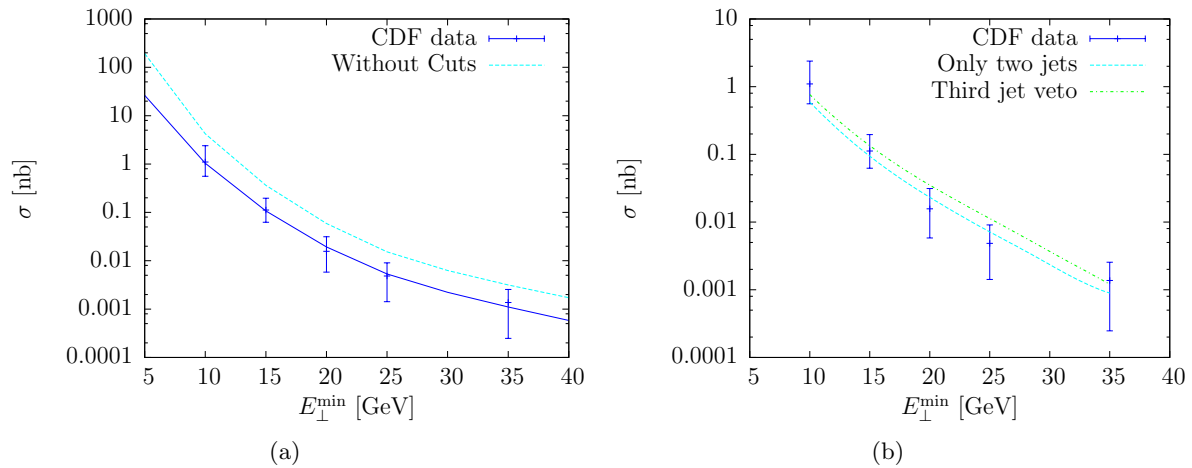 1000
100
10
1
0.1
0.01
0.001
0.0001
σ [nb]
5 10 15 20 25 30 35 40
E⊥^min [GeV]
CDF data
Without Cuts
(a)
10
1
0.1
0.01
0.001
0.0001
σ [nb]
5 10 15 20 25 30 35 40
E⊥^min [GeV]
CDF data
Only two jets
Third jet veto
(b)